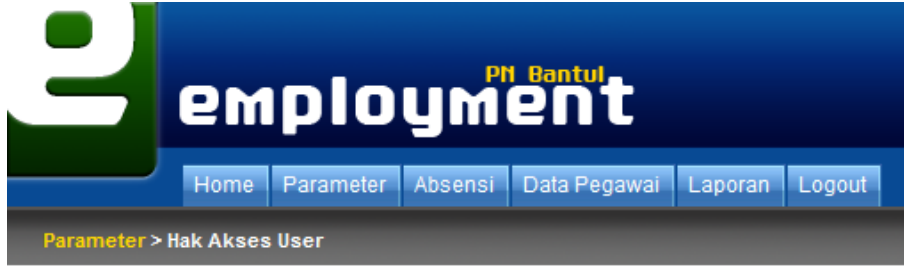 e
PN Bantul
employment
Home Parameter Absensi Data Pegawai Laporan Logout
Parameter > Hak Akses User